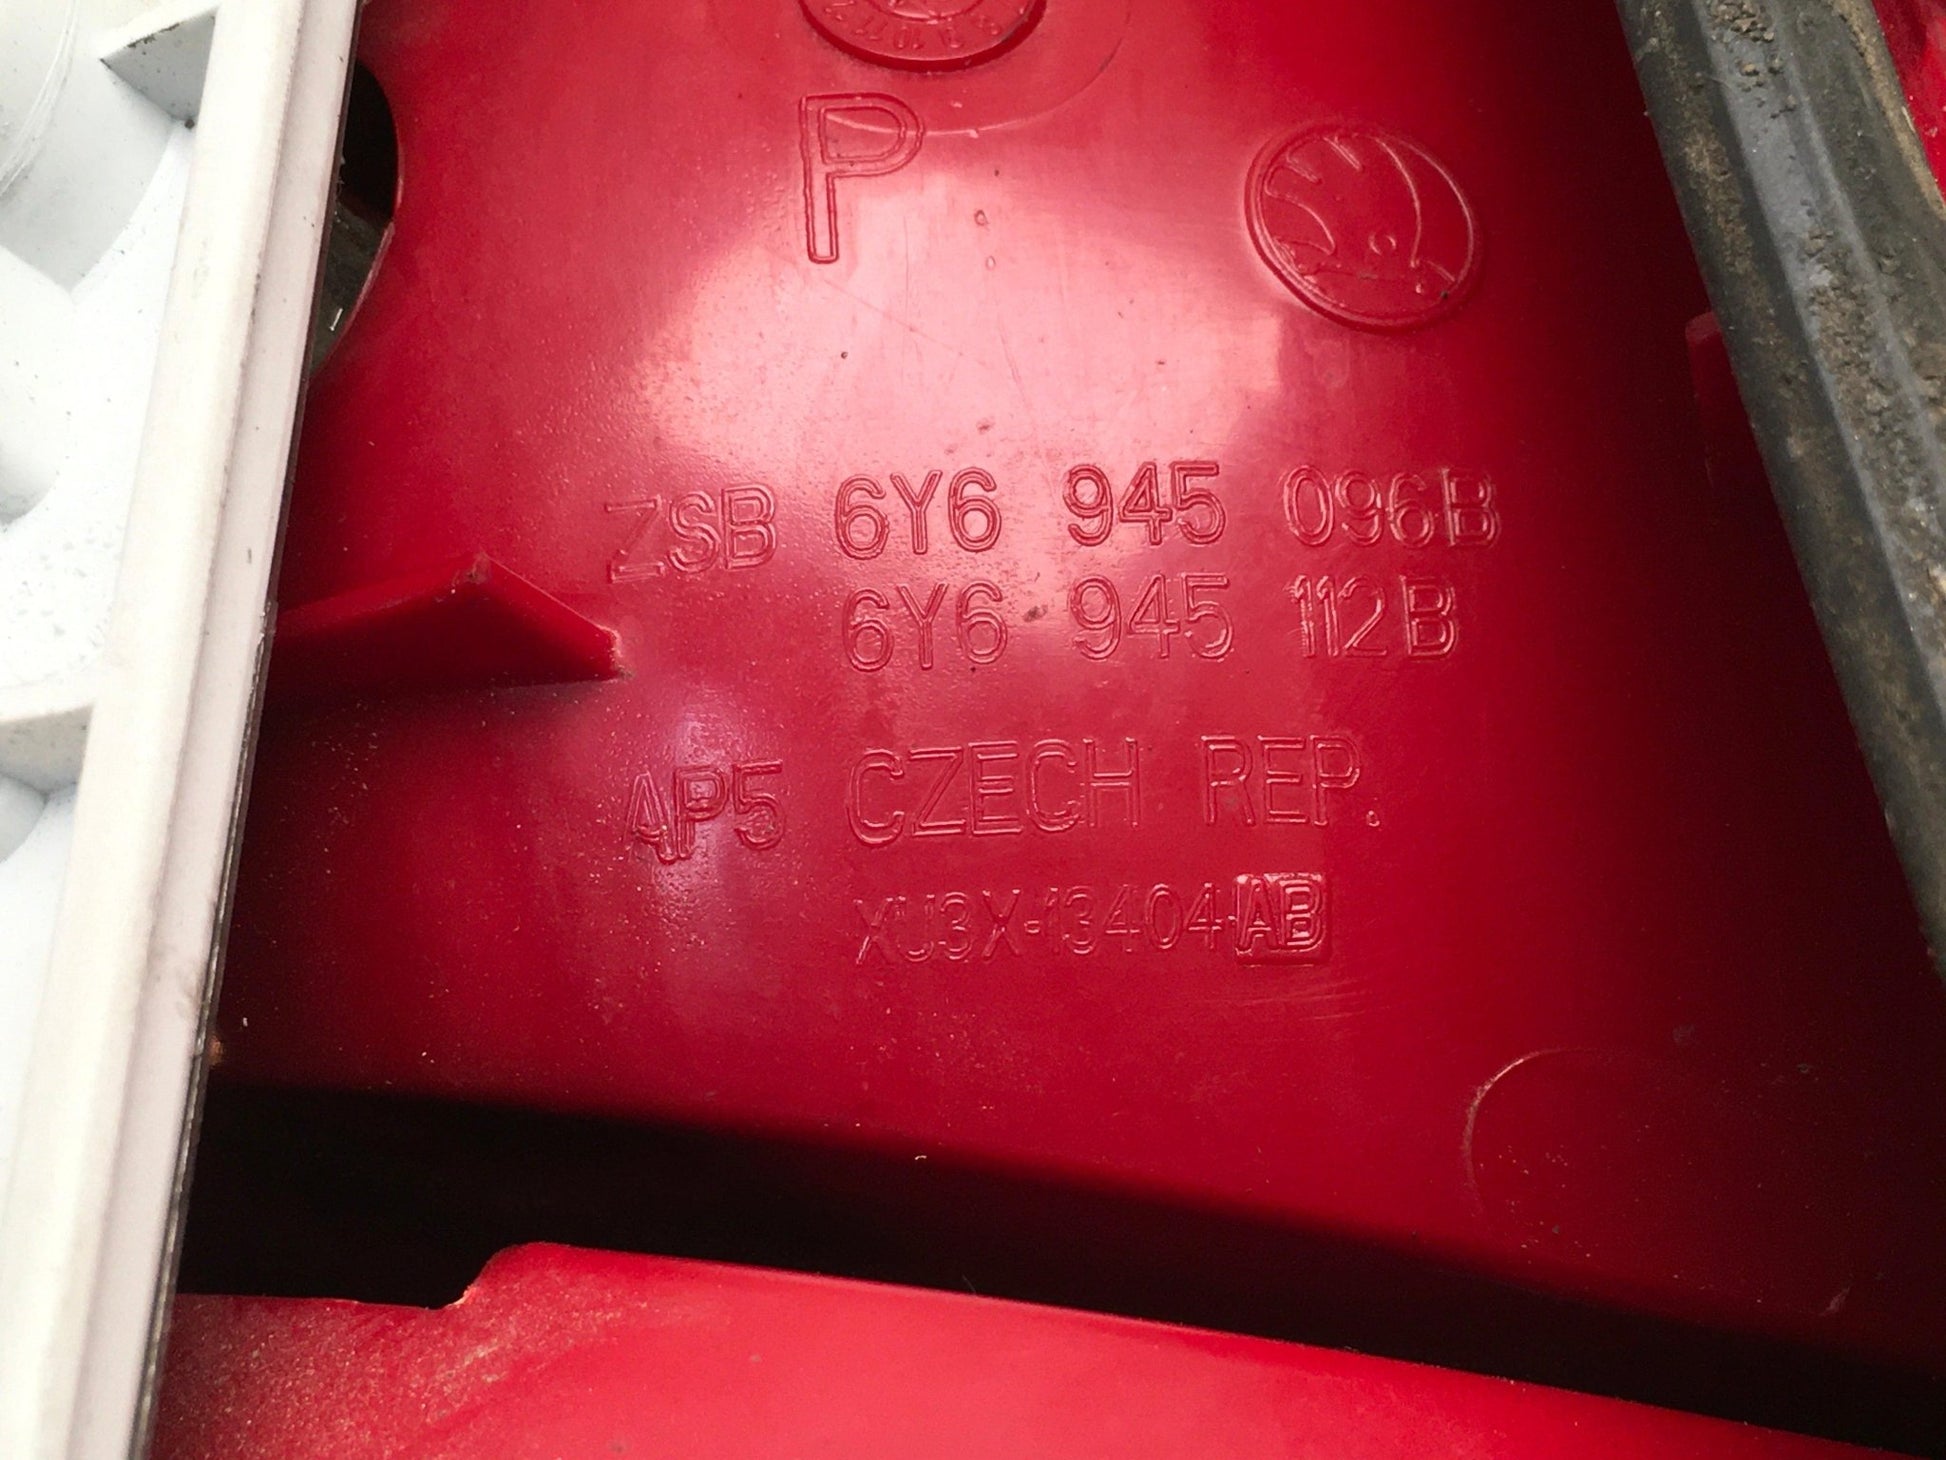 P
ZSB 6Y6 945 096B
6Y6 945 112B
AP5 CZECH REP.
XU3X-13404-AB